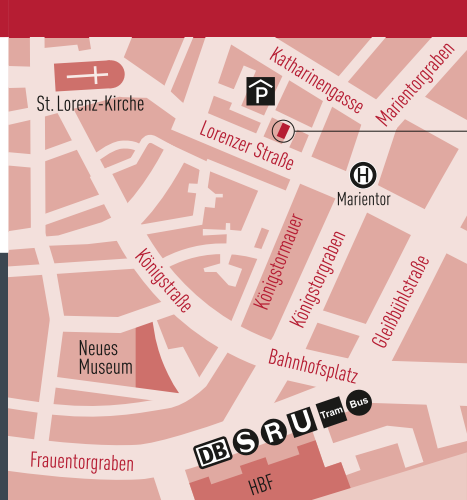 Katharinengasse
Marientorgraben
P
St. Lorenz-Kirche
Lorenzer Straße
H
Marientor
Königstormauer
Königstorgraben
Gleißbühlstraße
Königstraße
Neues
Museum
Bahnhofsplatz
DB S R U Tram Bus
Frauentorgraben
HBF